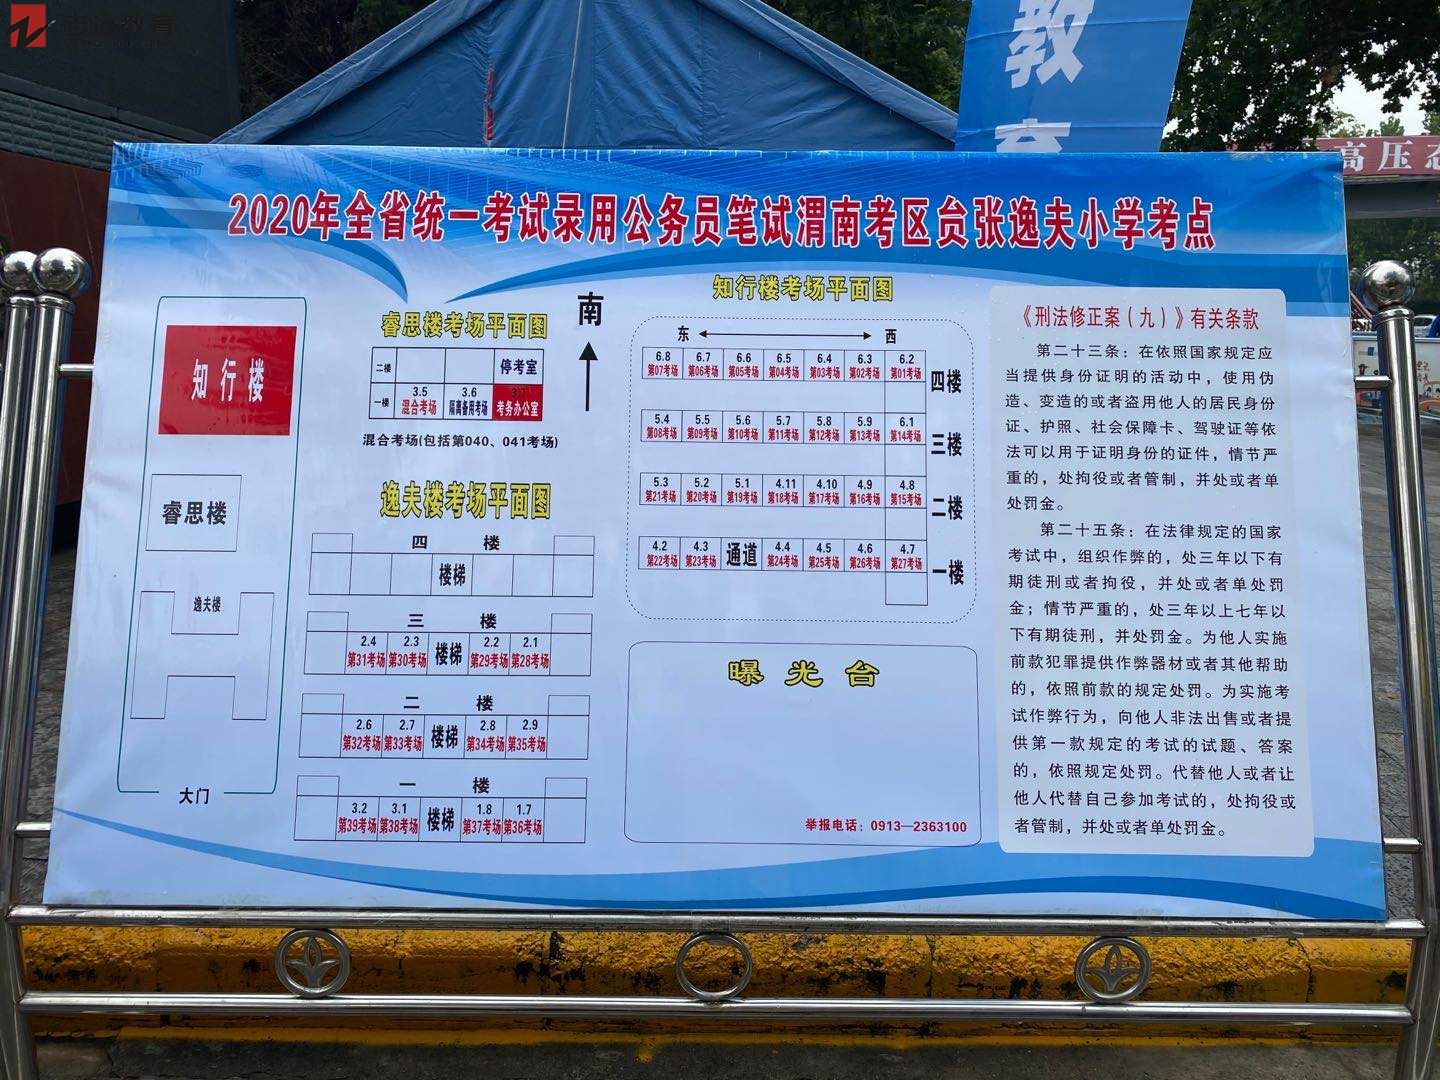 志远教育
教
育
高压态
2020年全省统一考试录用公务员笔试渭南考区贠张逸夫小学考点
知行楼
睿思楼
逸夫楼
大门
睿思楼考场平面图
二楼 停考室
3.5 3.6 3.7
一楼 混合考场 隔离备用考场 考务办公室
混合考场(包括第040、041考场)
南
逸夫楼考场平面图
四 楼
楼梯
三 楼
2.4 2.3 楼梯 2.2 2.1
第31考场 第30考场 第29考场 第28考场
二 楼
2.6 2.7 楼梯 2.8 2.9
第32考场 第33考场 第34考场 第35考场
一 楼
3.2 3.1 楼梯 1.8 1.7
第39考场 第38考场 第37考场 第36考场
知行楼考场平面图
东 西
6.8 6.7 6.6 6.5 6.4 6.3 6.2
第07考场 第06考场 第05考场 第04考场 第03考场 第02考场 第01考场
四楼
5.4 5.5 5.6 5.7 5.8 5.9 6.1
第08考场 第09考场 第10考场 第11考场 第12考场 第13考场 第14考场
三楼
5.3 5.2 5.1 4.11 4.10 4.9 4.8
第21考场 第20考场 第19考场 第18考场 第17考场 第16考场 第15考场
二楼
4.2 4.3 通道 4.4 4.5 4.6 4.7
第22考场 第23考场 第24考场 第25考场 第26考场 第27考场
一楼
曝光台
举报电话：0913—2363100
《刑法修正案（九）》有关条款
第二十三条：在依照国家规定应
当提供身份证明的活动中，使用伪
造、变造的或者盗用他人的居民身份
证、护照、社会保障卡、驾驶证等依
法可以用于证明身份的证件，情节严
重的，处拘役或者管制，并处或者单
处罚金。
第二十五条：在法律规定的国家
考试中，组织作弊的，处三年以下有
期徒刑或者拘役，并处或者单处罚
金；情节严重的，处三年以上七年以
下有期徒刑，并处罚金。为他人实施
前款犯罪提供作弊器材或者其他帮助
的，依照前款的规定处罚。为实施考
试作弊行为，向他人非法出售或者提
供第一款规定的考试的试题、答案
的，依照规定处罚。代替他人或者让
他人代替自己参加考试的，处拘役或
者管制，并处或者单处罚金。